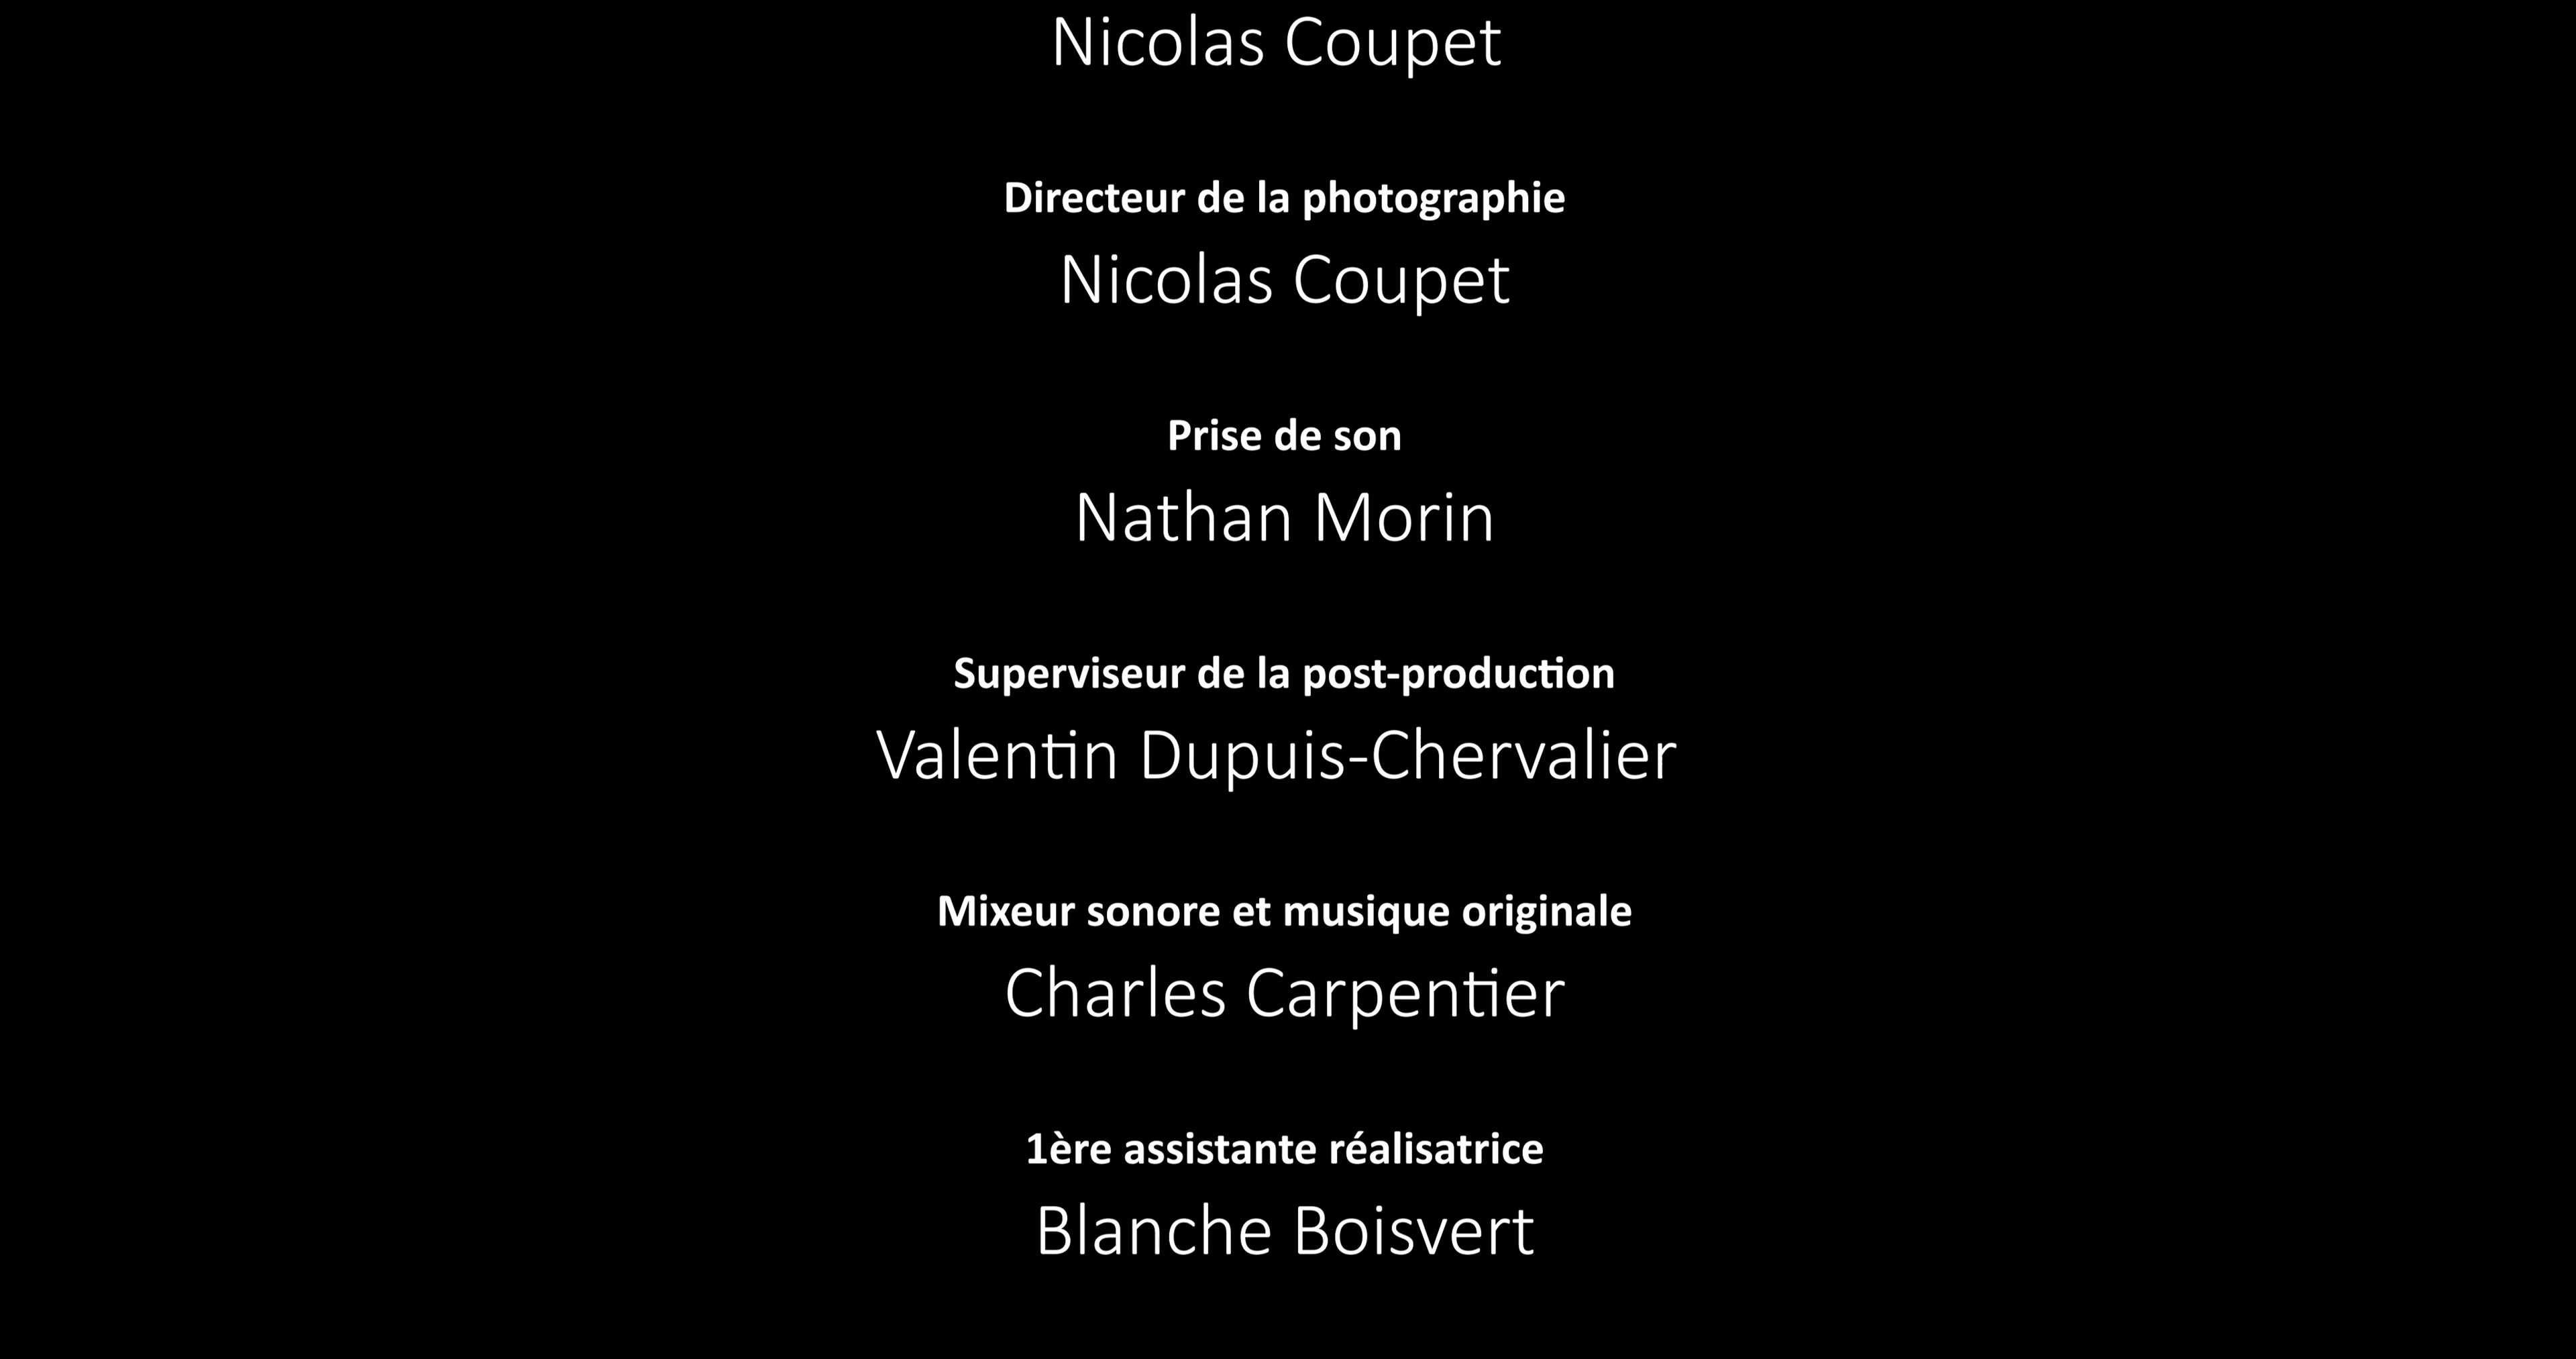 Nicolas Coupet
Directeur de la photographie
Nicolas Coupet
Prise de son
Nathan Morin
Superviseur de la post-production
Valentin Dupuis-Chervalier
Mixeur sonore et musique originale
Charles Carpentier
1ère assistante réalisatrice
Blanche Boisvert